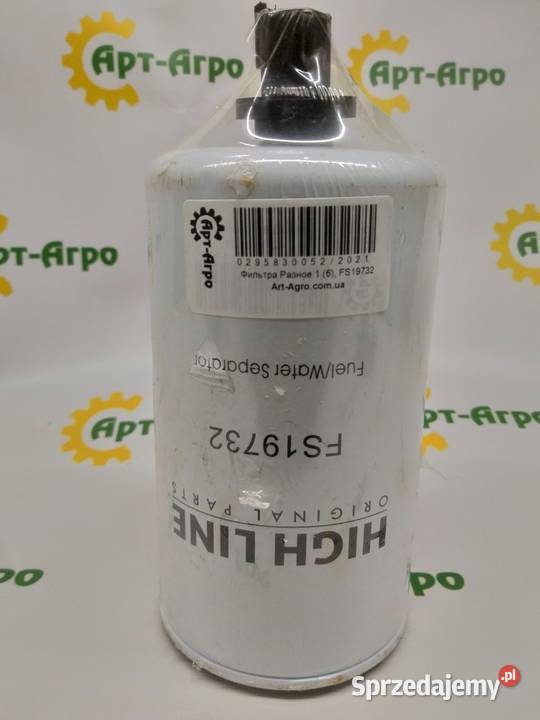 Арт-Агро
Арт-Агро
Арт-Агро
Арт-Агро
0295830052/2021
Фильтра Разное 1 (6), FS19732
Art-Agro.com.ua
Арт-Агро
Арт-Агро
Арт-Агро
Fuel/Water Separator
FS19732
ORIGINAL PARTS
HIGH LINE
Sprzedajemy.pl